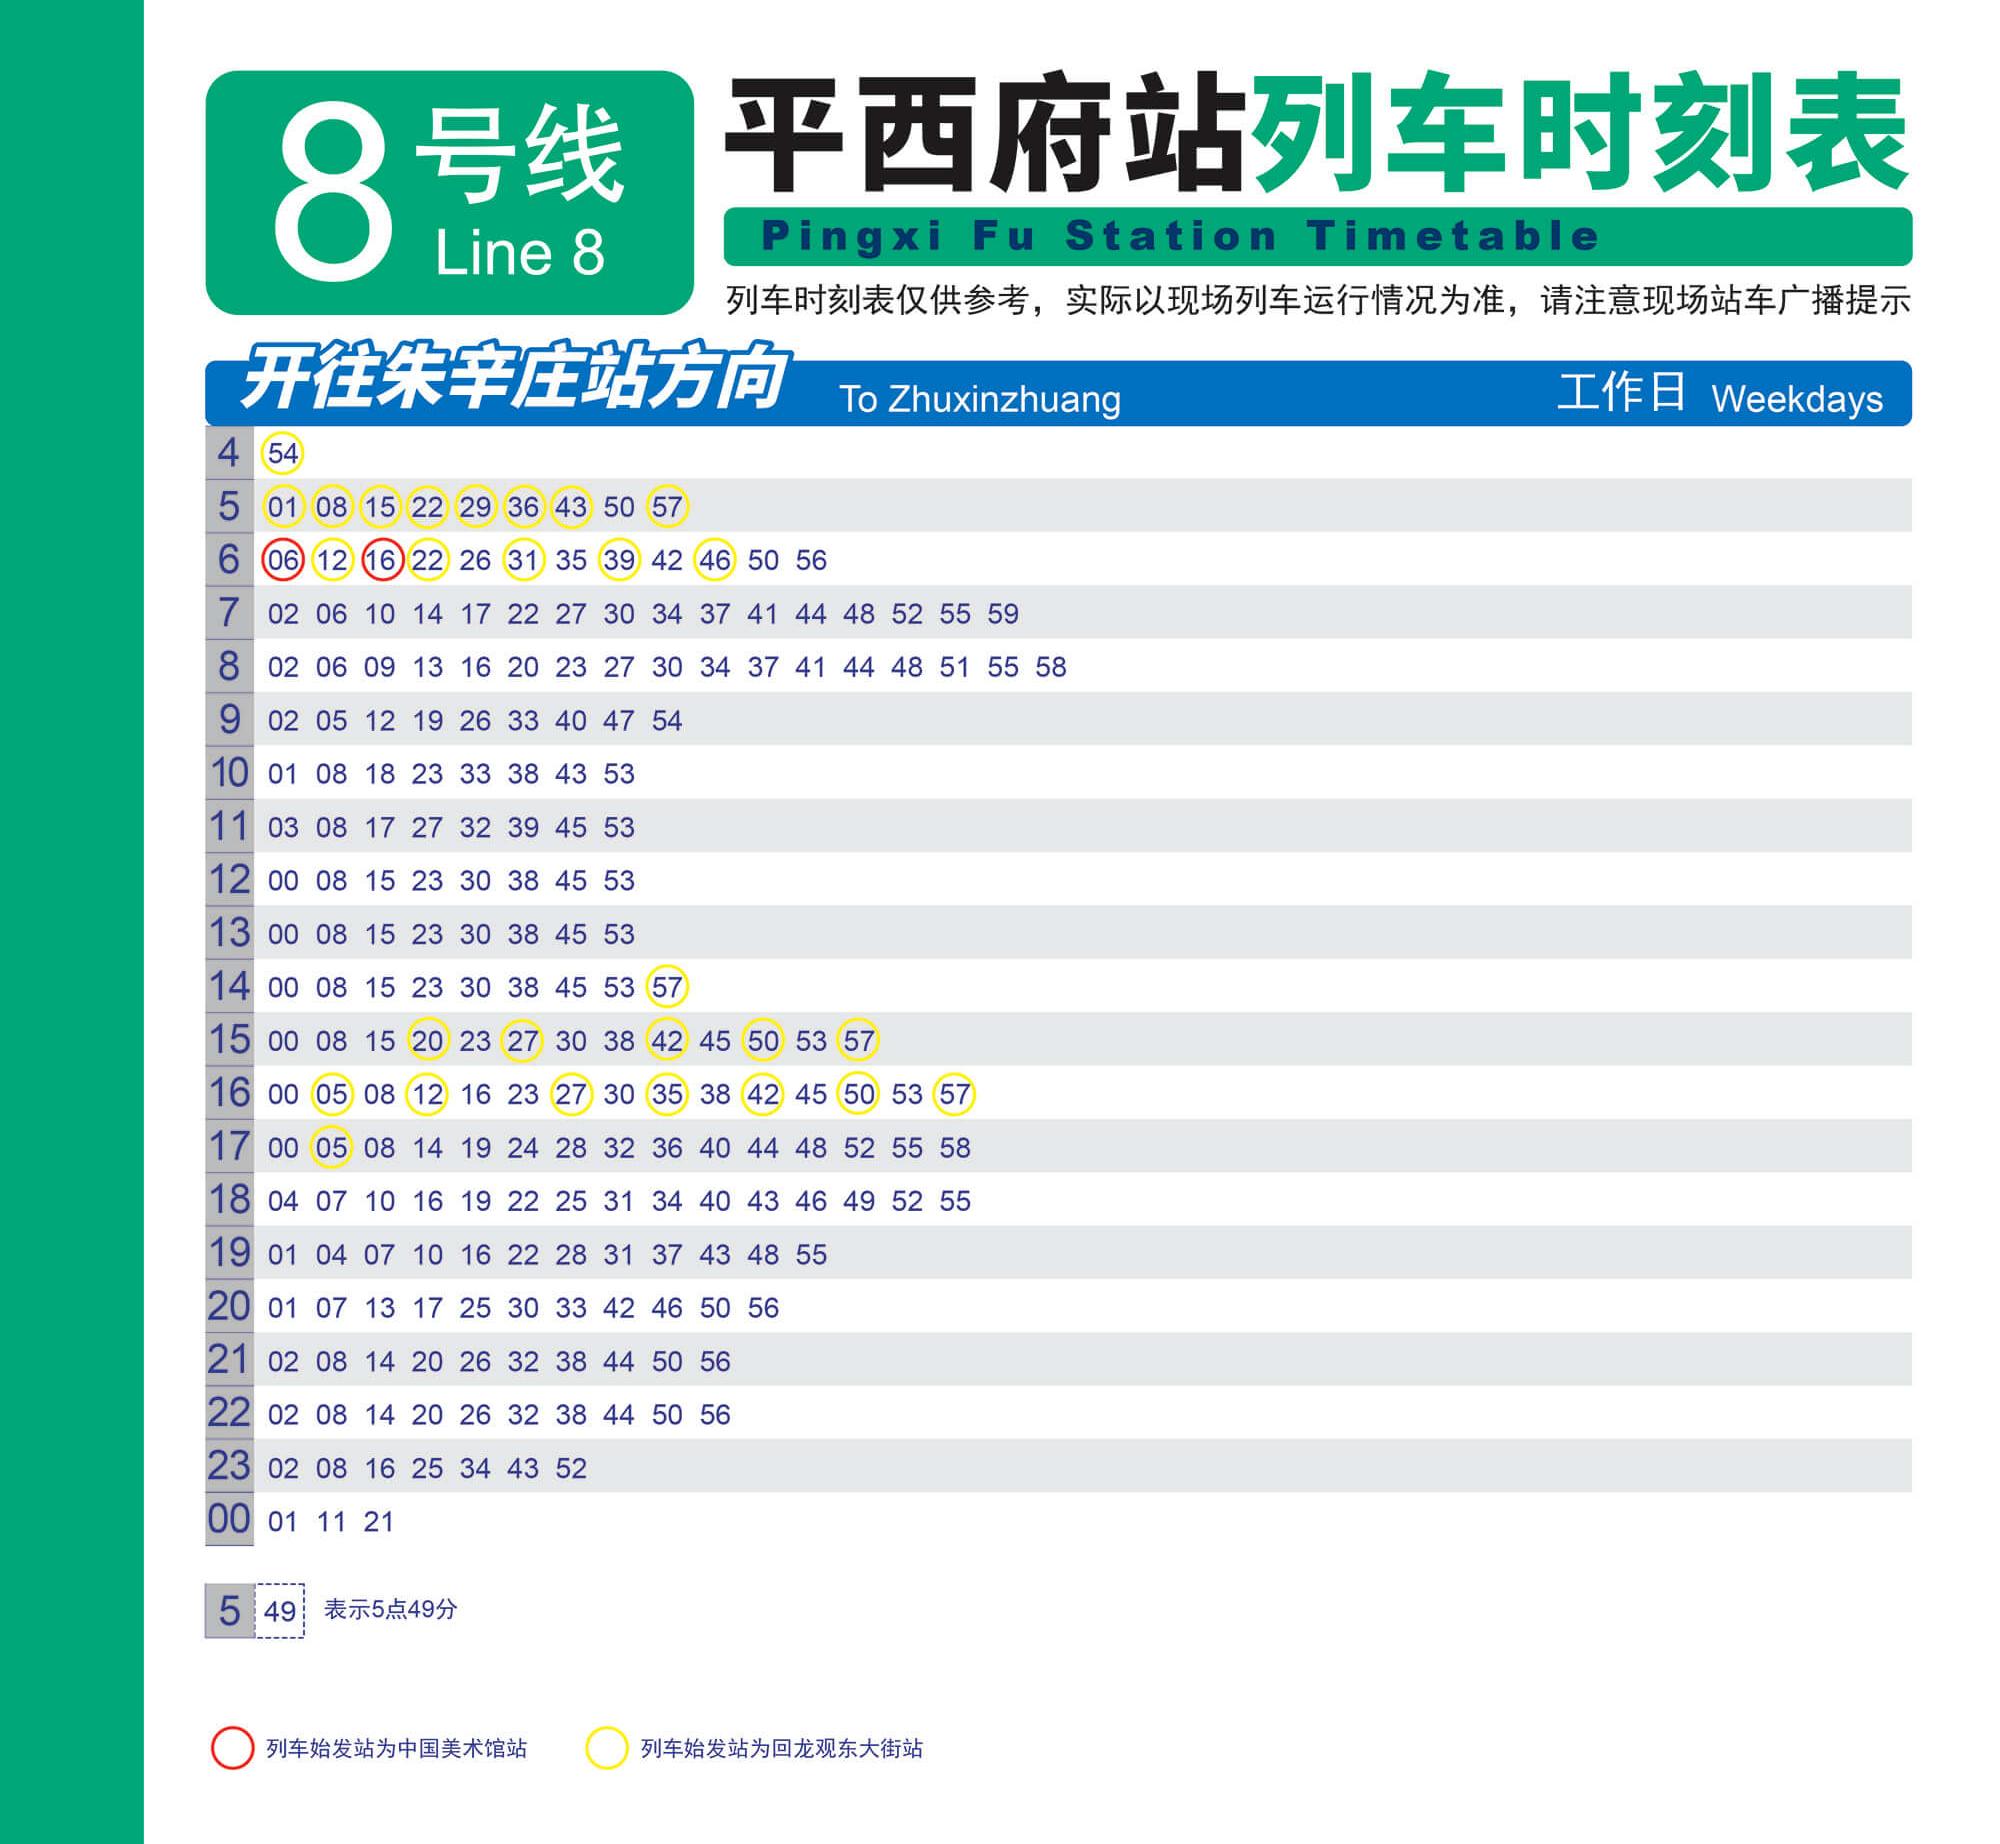 8号线
Line 8
平西府站列车时刻表
Pingxi Fu Station Timetable
列车时刻表仅供参考，实际以现场列车运行情况为准，请注意现场站车广播提示
开往朱辛庄站方向 To Zhuxinzhuang 工作日 Weekdays
4 54
5 01 08 15 22 29 36 43 50 57
6 06 12 16 22 26 31 35 39 42 46 50 56
7 02 06 10 14 17 22 27 30 34 37 41 44 48 52 55 59
8 02 06 09 13 16 20 23 27 30 34 37 41 44 48 51 55 58
9 02 05 12 19 26 33 40 47 54
10 01 08 18 23 33 38 43 53
11 03 08 17 27 32 39 45 53
12 00 08 15 23 30 38 45 53
13 00 08 15 23 30 38 45 53
14 00 08 15 23 30 38 45 53 57
15 00 08 15 20 23 27 30 38 42 45 50 53 57
16 00 05 08 12 16 23 27 30 35 38 42 45 50 53 57
17 00 05 08 14 19 24 28 32 36 40 44 48 52 55 58
18 04 07 10 16 19 22 25 31 34 40 43 46 49 52 55
19 01 04 07 10 16 22 28 31 37 43 48 55
20 01 07 13 17 25 30 33 42 46 50 56
21 02 08 14 20 26 32 38 44 50 56
22 02 08 14 20 26 32 38 44 50 56
23 02 08 16 25 34 43 52
00 01 11 21
5 49 表示5点49分
列车始发站为中国美术馆站 列车始发站为回龙观东大街站